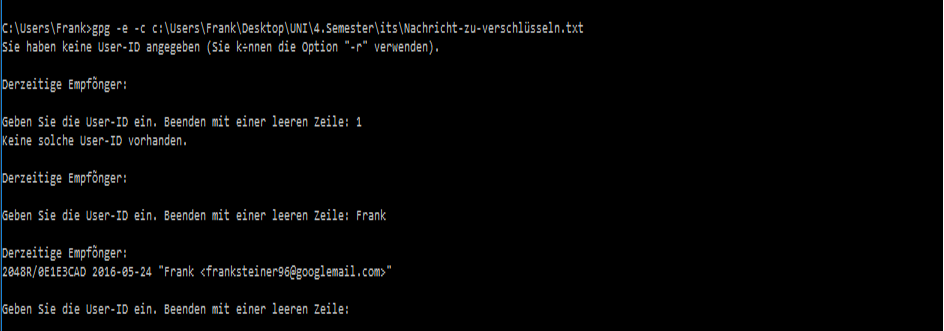 C:\Users\Frank>gpg -e -c c:\Users\Frank\Desktop\UNI\4.Semester\its\Nachricht-zu-verschlüsseln.txt
Sie haben keine User-ID angegeben (Sie k÷nnen die Option "-r" verwenden).
Derzeitige Empfõnger:
Geben Sie die User-ID ein. Beenden mit einer leeren Zeile: 1
Keine solche User-ID vorhanden.
Derzeitige Empfõnger:
Geben Sie die User-ID ein. Beenden mit einer leeren Zeile: Frank
Derzeitige Empfõnger:
2048R/0E1E3CAD 2016-05-24 "Frank <franksteiner96@googlemail.com>"
Geben Sie die User-ID ein. Beenden mit einer leeren Zeile: